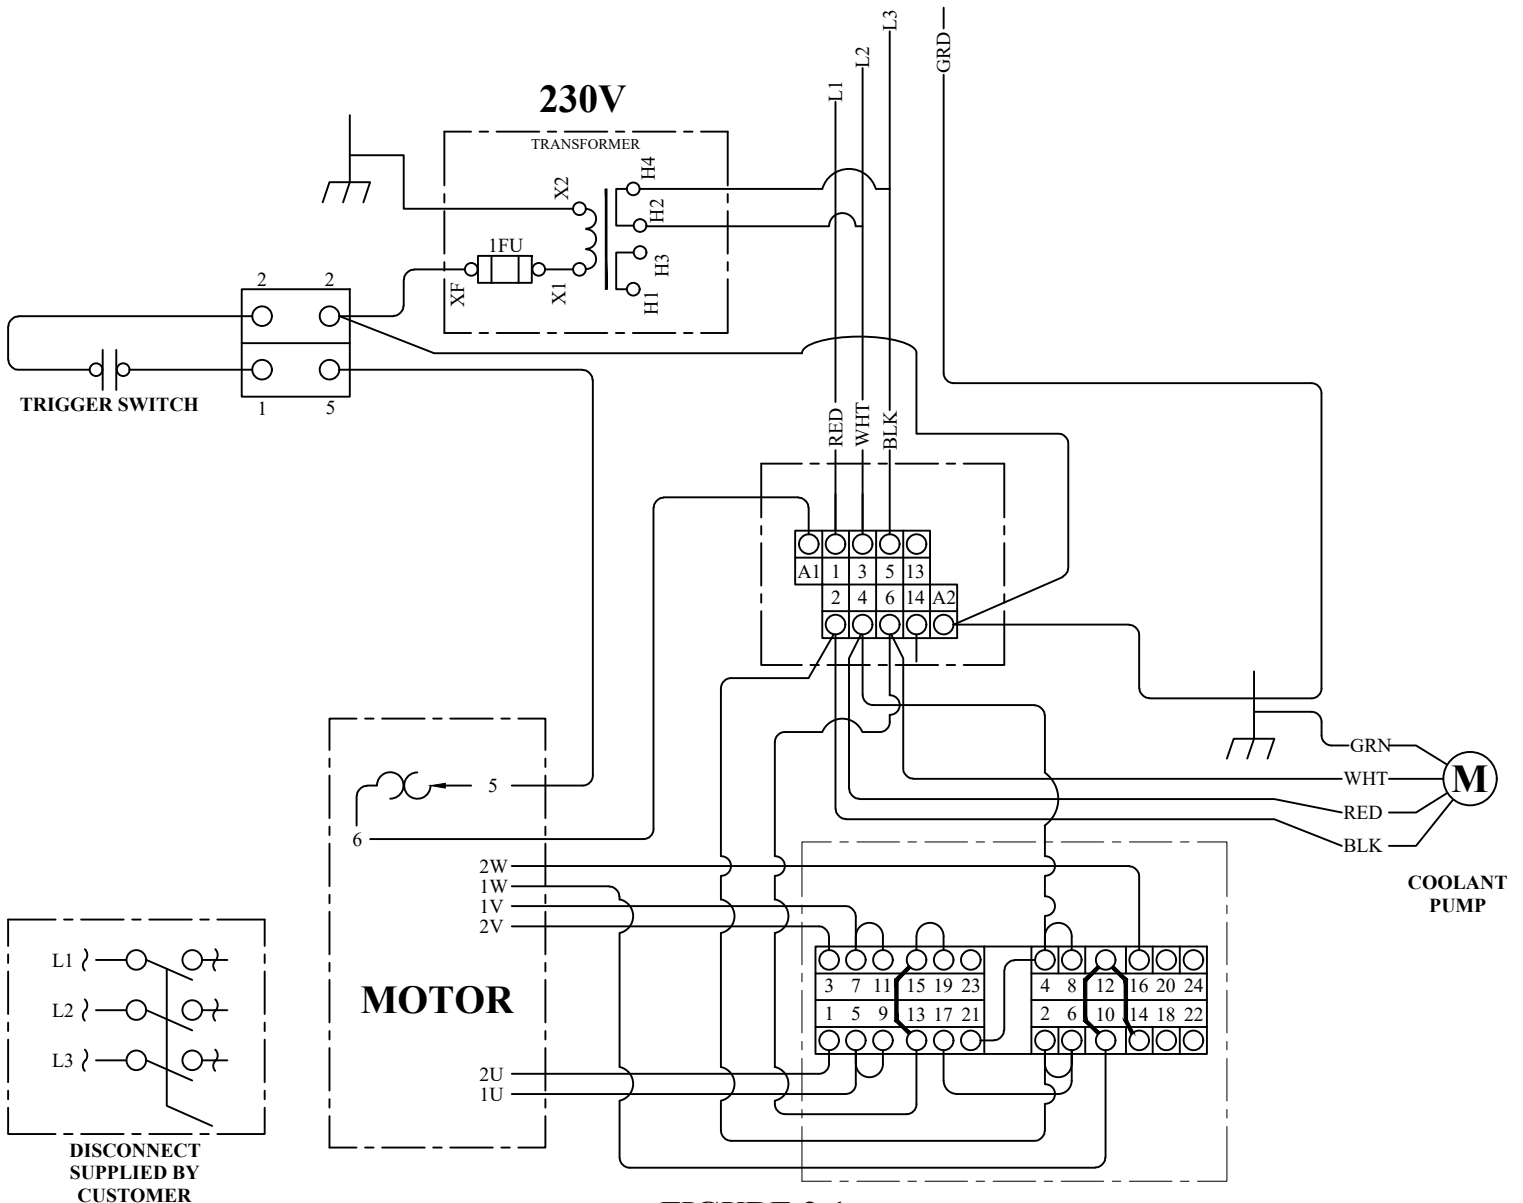 L3
L2
GRD
L1
230V
TRANSFORMER
H4
X2
H2
1FU
H3
XF
X1
H1
2 2
TRIGGER SWITCH
1 5
RED
WHT
BLK
A1 1 3 5 13
2 4 6 14 A2
5
6
GRN
WHT
M
RED
BLK
COOLANT
PUMP
2W
1W
1V
2V
MOTOR
3 7 11 15 19 23
4 8 12 16 20 24
1 5 9 13 17 21
2 6 10 14 18 22
2U
1U
L1
L2
L3
DISCONNECT
SUPPLIED BY
CUSTOMER